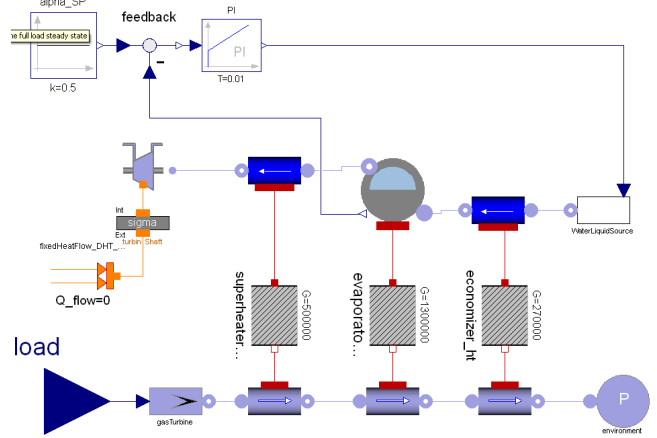 alpha_SP
feedback
PI
ne full load steady state
PI
k=0.5
T=0.01
Int
sigma
Ext
turbin Shaft
fixedHeatFlow_DHT_...
Q_flow=0
WaterLiquidSource
superheater...
G=500000
evaporato...
G=1300000
economizer_ht
G=270000
load
gasTurbine
P
environment